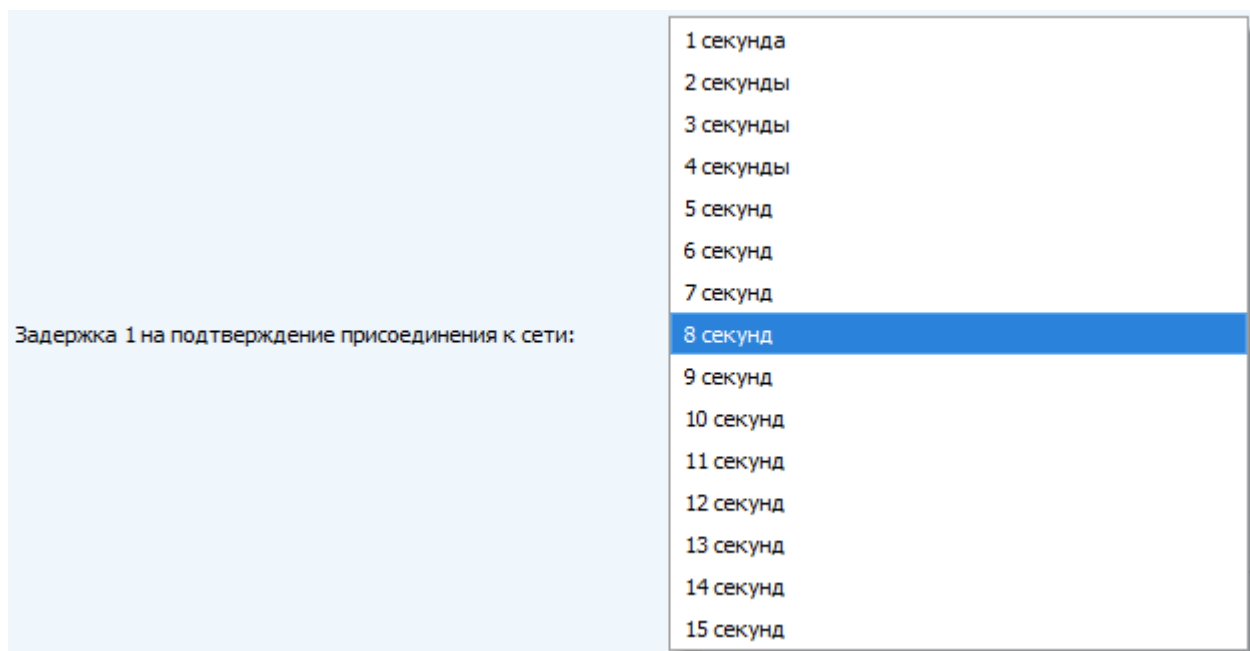 Задержка 1 на подтверждение присоединения к сети:
1 секунда
2 секунды
3 секунды
4 секунды
5 секунд
6 секунд
7 секунд
8 секунд
9 секунд
10 секунд
11 секунд
12 секунд
13 секунд
14 секунд
15 секунд